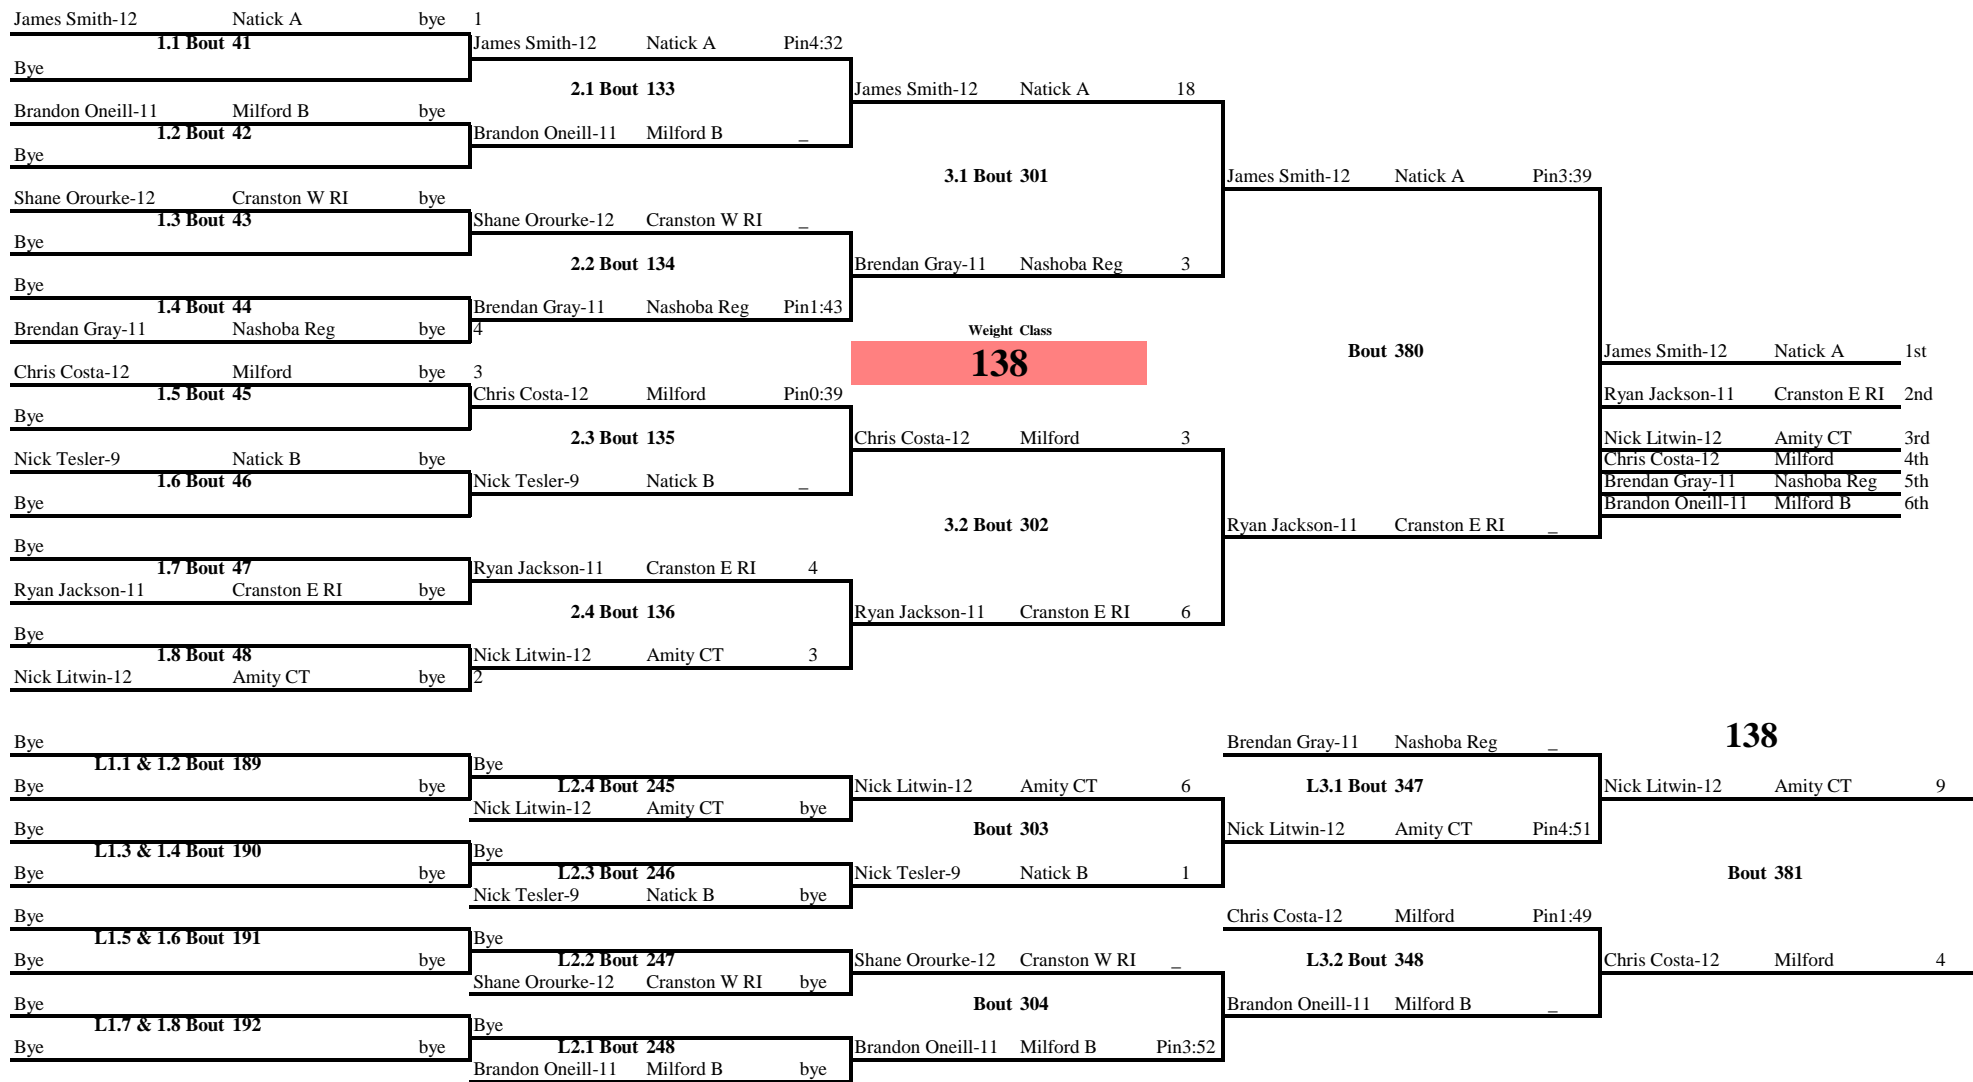 James Smith-12 Natick A bye 1
1.1 Bout 41
James Smith-12 Natick A Pin4:32
Bye
2.1 Bout 133
James Smith-12 Natick A 18
Brandon Oneill-11 Milford B bye
1.2 Bout 42
Brandon Oneill-11 Milford B _
Bye
3.1 Bout 301
James Smith-12 Natick A Pin3:39
Shane Orourke-12 Cranston W RI bye
1.3 Bout 43
Shane Orourke-12 Cranston W RI _
Bye
2.2 Bout 134
Brendan Gray-11 Nashoba Reg 3
Bye
1.4 Bout 44
Brendan Gray-11 Nashoba Reg Pin1:43
Brendan Gray-11 Nashoba Reg bye 4
Weight Class
138
Bout 380
James Smith-12 Natick A 1st
Chris Costa-12 Milford bye 3
1.5 Bout 45
Chris Costa-12 Milford Pin0:39
Ryan Jackson-11 Cranston E RI 2nd
Bye
2.3 Bout 135
Chris Costa-12 Milford 3
Nick Litwin-12 Amity CT 3rd
Nick Tesler-9 Natick B bye
Chris Costa-12 Milford 4th
1.6 Bout 46
Nick Tesler-9 Natick B _
Brendan Gray-11 Nashoba Reg 5th
Bye
Brandon Oneill-11 Milford B 6th
3.2 Bout 302
Ryan Jackson-11 Cranston E RI _
Bye
1.7 Bout 47
Ryan Jackson-11 Cranston E RI 4
Ryan Jackson-11 Cranston E RI bye
2.4 Bout 136
Ryan Jackson-11 Cranston E RI 6
Bye
1.8 Bout 48
Nick Litwin-12 Amity CT 3
Nick Litwin-12 Amity CT bye 2
138
Bye
Brendan Gray-11 Nashoba Reg _
L1.1 & 1.2 Bout 189
Bye
Bye bye
L2.4 Bout 245
Nick Litwin-12 Amity CT 6
L3.1 Bout 347
Nick Litwin-12 Amity CT 9
Nick Litwin-12 Amity CT bye
Bye
Bout 303
Nick Litwin-12 Amity CT Pin4:51
L1.3 & 1.4 Bout 190
Bye
Bye bye
L2.3 Bout 246
Nick Tesler-9 Natick B 1
Bout 381
Nick Tesler-9 Natick B bye
Bye
Chris Costa-12 Milford Pin1:49
L1.5 & 1.6 Bout 191
Bye
Bye bye
L2.2 Bout 247
Shane Orourke-12 Cranston W RI _
L3.2 Bout 348
Chris Costa-12 Milford 4
Shane Orourke-12 Cranston W RI bye
Bye
Bout 304
Brandon Oneill-11 Milford B _
L1.7 & 1.8 Bout 192
Bye
Bye bye
L2.1 Bout 248
Brandon Oneill-11 Milford B Pin3:52
Brandon Oneill-11 Milford B bye